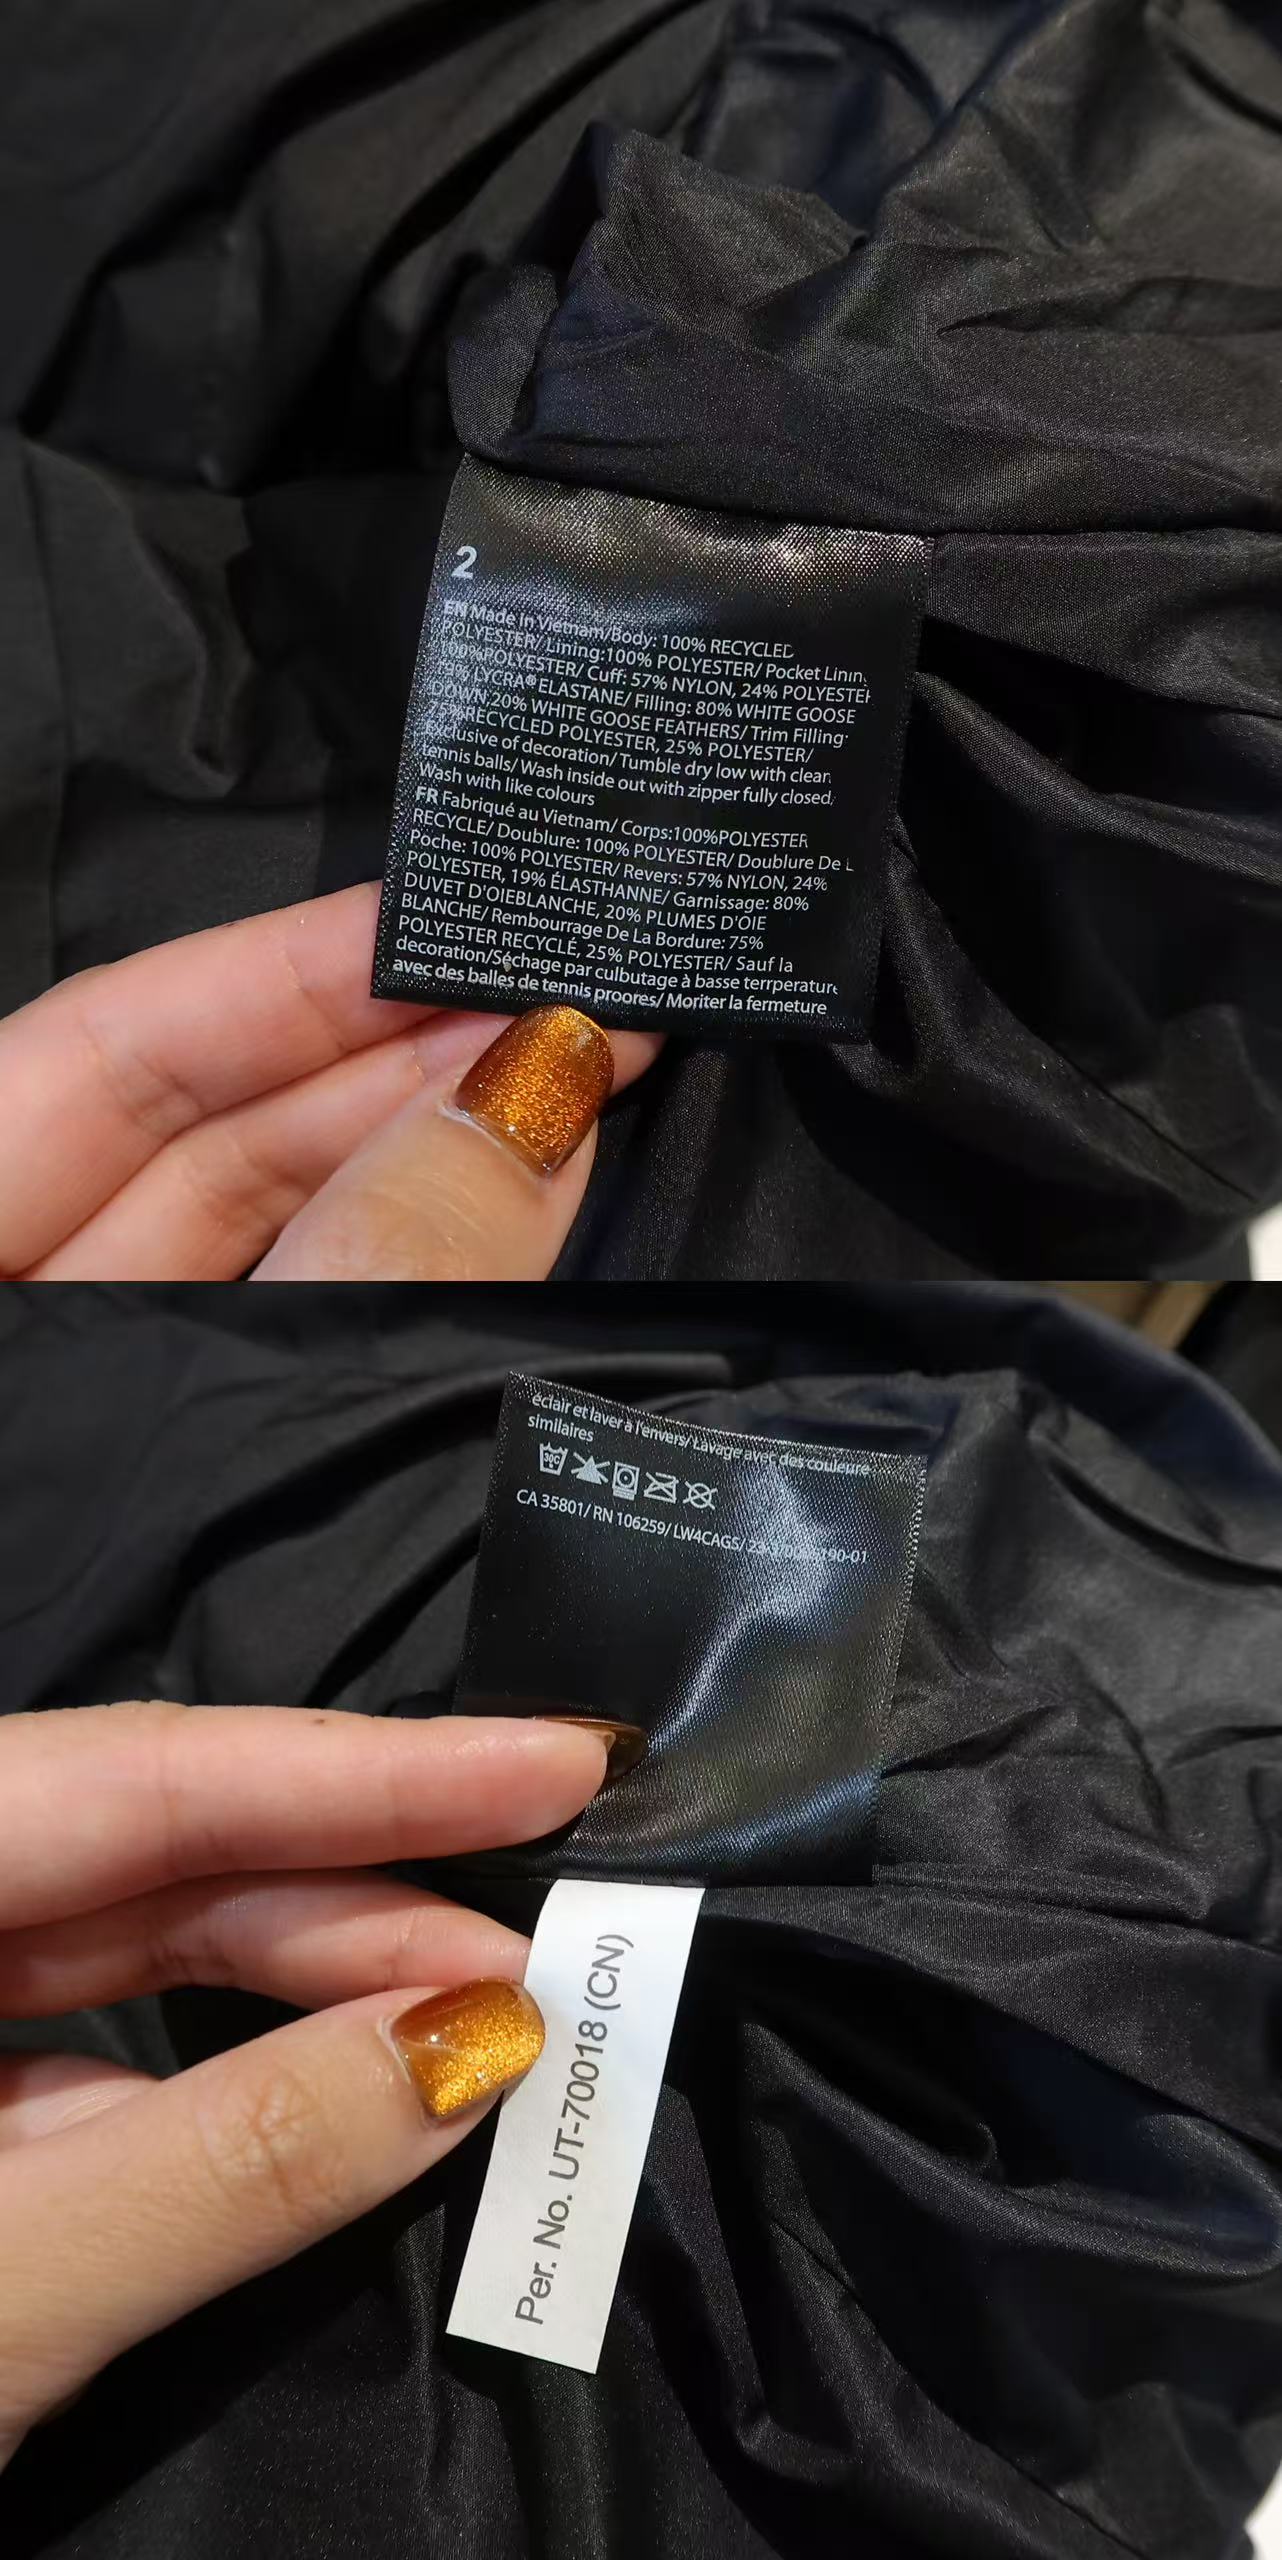 2
EN Made in Vietnam/Body: 100% RECYCLED
POLYESTER/ Lining:100% POLYESTER/ Pocket Linin
100%POLYESTER/ Cuff: 57% NYLON, 24% POLYESTER
19% LYCRA® ELASTANE/ Filling: 80% WHITE GOOSE
DOWN,20% WHITE GOOSE FEATHERS/ Trim Filling:
75%RECYCLED POLYESTER, 25% POLYESTER/
Exclusive of decoration/ Tumble dry low with clean
tennis balls/ Wash inside out with zipper fully closed/
Wash with like colours
FR Fabriqué au Vietnam/ Corps:100%POLYESTER
RECYCLE/ Doublure: 100% POLYESTER/ Doublure De L
Poche: 100% POLYESTER/ Revers: 57% NYLON, 24%
POLYESTER, 19% ÉLASTHANNE/ Garnissage: 80%
DUVET D'OIEBLANCHE, 20% PLUMES D'OIE
BLANCHE/ Rembourrage De La Bordure: 75%
POLYESTER RECYCLÉ, 25% POLYESTER/ Sauf la
decoration/Séchage par culbutage à basse terrperature
avec des balles de tennis proores/ Moriter la fermeture
éclair et laver à l'envers/ Lavage avec des couleure
similaires
30C
CA 35801/ RN 106259/ LW4CAGS/
Per. No. UT-70018 (CN)